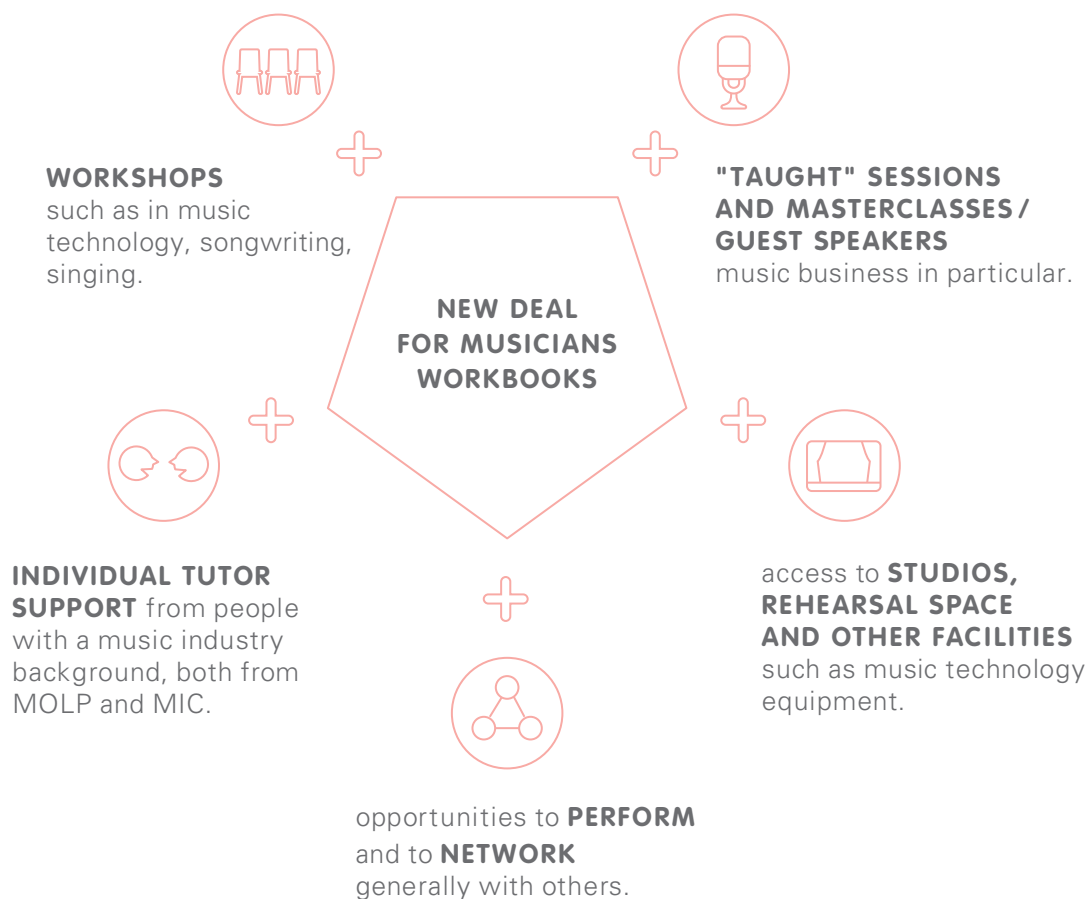 WORKSHOPS
such as in music
technology, songwriting,
singing.
"TAUGHT" SESSIONS
AND MASTERCLASSES/
GUEST SPEAKERS
music business in particular.
NEW DEAL
FOR MUSICIANS
WORKBOOKS
INDIVIDUAL TUTOR
SUPPORT from people
with a music industry
background, both from
MOLP and MIC.
access to STUDIOS,
REHEARSAL SPACE
AND OTHER FACILITIES
such as music technology
equipment.
opportunities to PERFORM
and to NETWORK
generally with others.